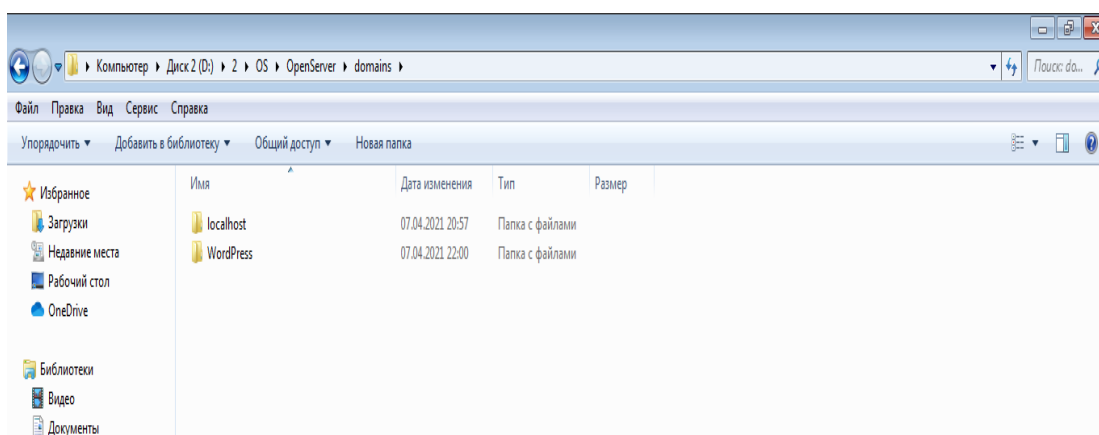 Компьютер ▸ Диск 2 (D:) ▸ 2 ▸ OS ▸ OpenServer ▸ domains ▸
Поиск: do...
Файл Правка Вид Сервис Справка
Упорядочить Добавить в библиотеку Общий доступ Новая папка
Избранное
Загрузки
Недавние места
Рабочий стол
OneDrive
Библиотеки
Видео
Документы
Имя Дата изменения Тип Размер
localhost 07.04.2021 20:57 Папка с файлами
WordPress 07.04.2021 22:00 Папка с файлами